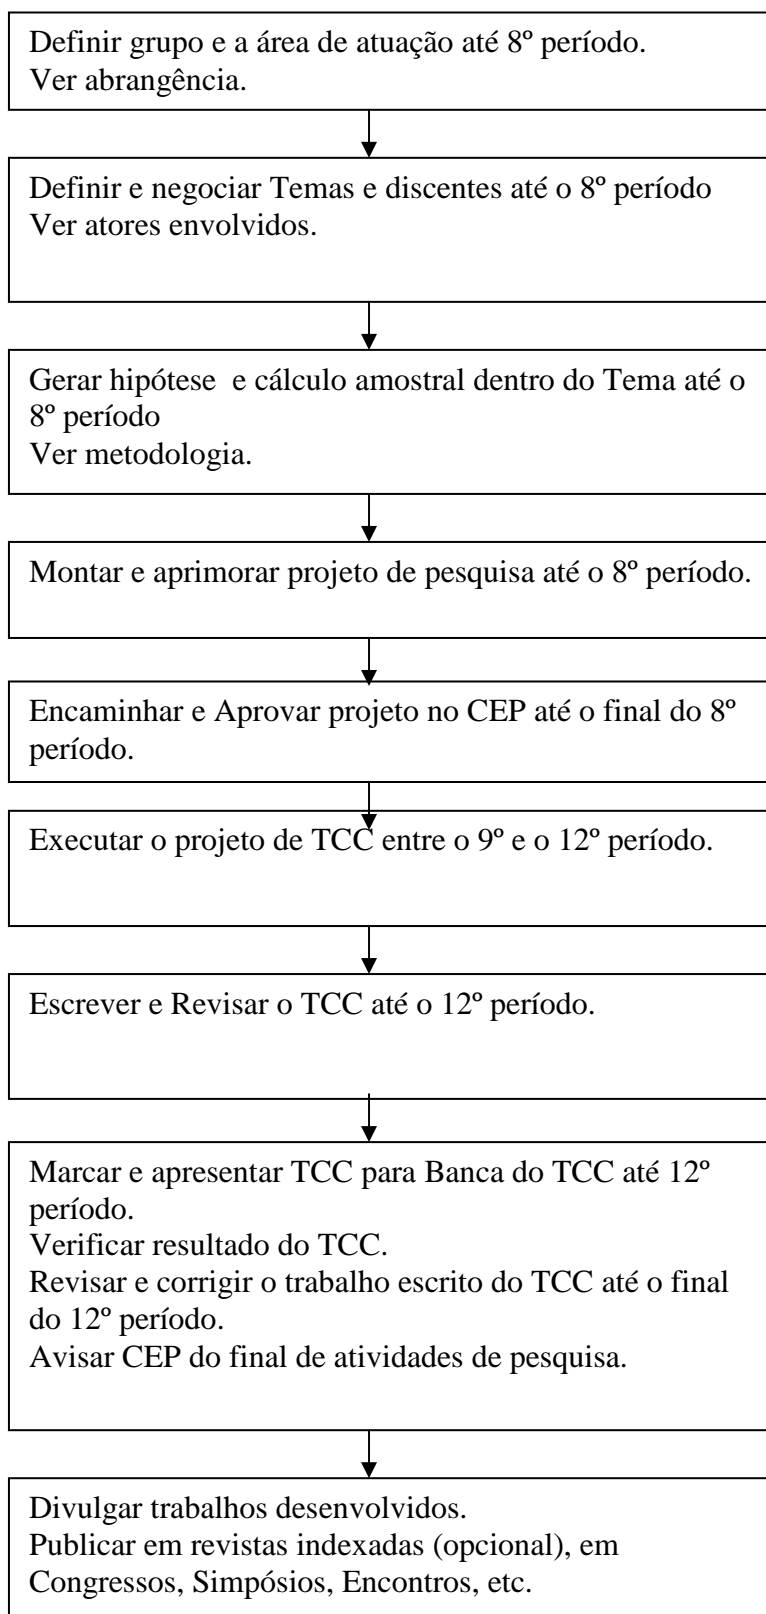 Definir grupo e a área de atuação até 8º período.
Ver abrangência.
Definir e negociar Temas e discentes até o 8º período
Ver atores envolvidos.
Gerar hipótese  e cálculo amostral dentro do Tema até o
8º período
Ver metodologia.
Montar e aprimorar projeto de pesquisa até o 8º período.
Encaminhar e Aprovar projeto no CEP até o final do 8º
período.
Executar o projeto de TCC entre o 9º e o 12º período.
Escrever e Revisar o TCC até o 12º período.
Marcar e apresentar TCC para Banca do TCC até 12º
período.
Verificar resultado do TCC.
Revisar e corrigir o trabalho escrito do TCC até o final
do 12º período.
Avisar CEP do final de atividades de pesquisa.
Divulgar trabalhos desenvolvidos.
Publicar em revistas indexadas (opcional), em
Congressos, Simpósios, Encontros, etc.